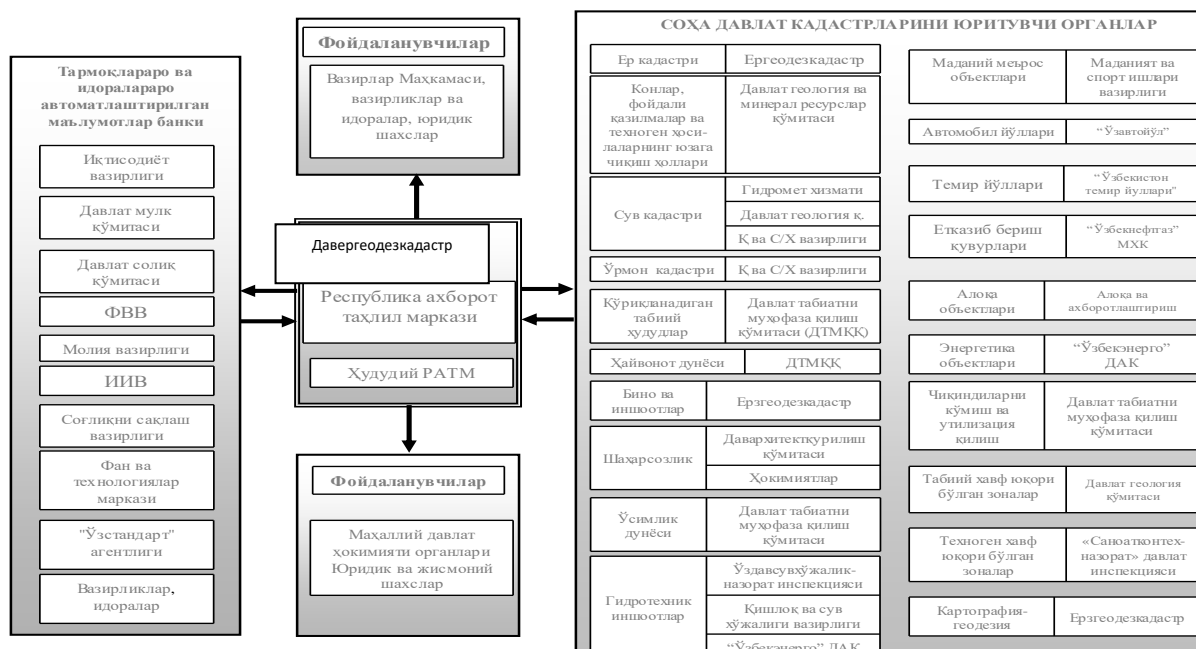 Тармоқлараро ва
идоралараро
автоматлаштирилган
маълумотлар банки
Иқтисодиёт
вазирлиги
Давлат мулк
қўмитаси
Давлат солиқ
қўмитаси
ФВВ
Молия вазирлиги
ИИВ
Соғлиқни сақлаш
вазирлиги
Фан ва
технологиялар
маркази
"Ўзстандарт"
агентлиги
Вазирликлар,
идоралар
Фойдаланувчилар
Вазирлар Маҳкамаси,
вазирликлар ва
идоралар, юридик
шахслар
Давергеодезкадастр
Республика ахборот
таҳлил маркази
Ҳудудий РАТМ
Фойдаланувчилар
Маҳаллий давлат
ҳокимияти органлари
Юридик ва жисмоний
шахслар
СОҲА ДАВЛАТ КАДАСТРЛАРИНИ ЮРИТУВЧИ ОРГАНЛАР
Ер кадастри
Ергеодезкадастр
Конлар,
фойдали
қазилмалар ва
техноген ҳоси-
лаларнинг юзага
чиқиш ҳоллари
Давлат геология ва
минерал ресурслар
қўмитаси
Сув кадастри
Гидромет хизмати
Давлат геология қ.
Қ ва С/Х вазирлиги
Ўрмон кадастри
Қ ва С/Х вазирлиги
Қўриқланадиган
табиий
ҳудудлар
Давлат табиатни
муҳофаза қилиш
қўмитаси (ДТМҚҚ)
Ҳайвонот дунёси
ДТМҚҚ
Бино ва
иншоотлар
Ерзгеодезкадастр
Шаҳарсозлик
Давархитектқурилиш
қўмитаси
Ҳокимиятлар
Ўсимлик
дунёси
Давлат табиатни
муҳофаза қилиш
қўмитаси
Гидротехник
иншоотлар
Ўздавсувхўжалик-
назорат инспекцияси
Қишлоқ ва сув
хўжалиги вазирлиги
“Ўзбекэнерго” ДАК
Маданий меърос
объектлари
Маданият ва
спорт ишлари
вазирлиги
Автомобил йўллари
“Ўзавтойўл”
Темир йўллари
“Ўзбекистон
темир йуллари”
Етказиб бериш
қувурлари
“Ўзбекнефтгаз”
МХК
Алоқа
объектлари
Алоқа ва
ахборотлаштириш
Энергетика
объектлари
“Ўзбекэнерго”
ДАК
Чиқиндиларни
кўмиш ва
утилизация
қилиш
Давлат табиатни
муҳофаза қилиш
қўмитаси
Табиий хавф юқори
бўлган зоналар
Давлат геология
қўмитаси
Техноген хавф
юқори бўлган
зоналар
«Саноатконтех-
назорат» давлат
инспекцияси
Картография-
геодезия
Ерзгеодезкадастр